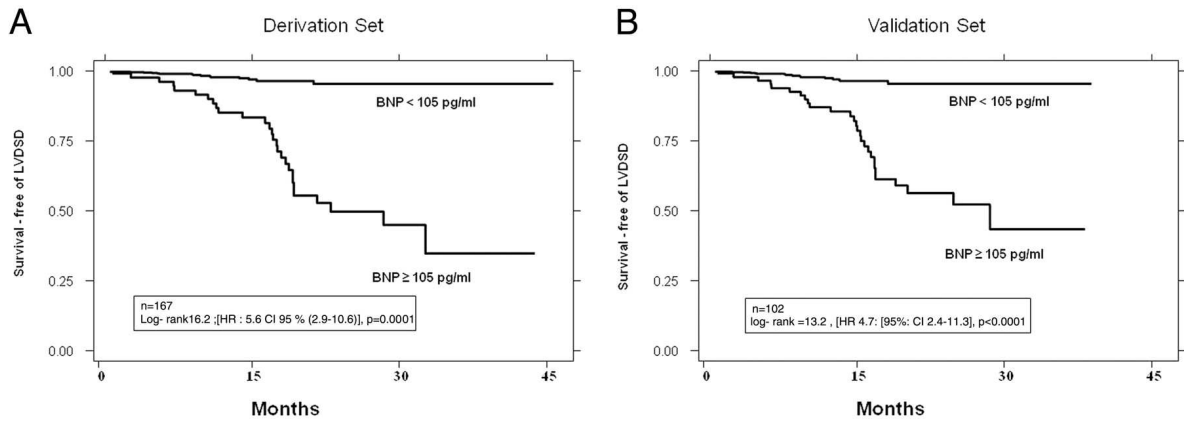 A
Derivation Set
1.00
0.75
0.50
0.25
0.00
Survival - free of LVDSD
BNP < 105 pg/ml
BNP ≥ 105 pg/ml
n=167
Log- rank16.2 ;[HR : 5.6 CI 95 % (2.9-10.6)], p=0.0001
0 15 30 45
Months
B
Validation Set
1.00
0.75
0.50
0.25
0.00
Survival - free of LVDSD
BNP < 105 pg/ml
BNP ≥ 105 pg/ml
n=102
log- rank =13.2 , [HR 4.7: [95%: CI 2.4-11.3], p<0.0001
0 15 30 45
Months